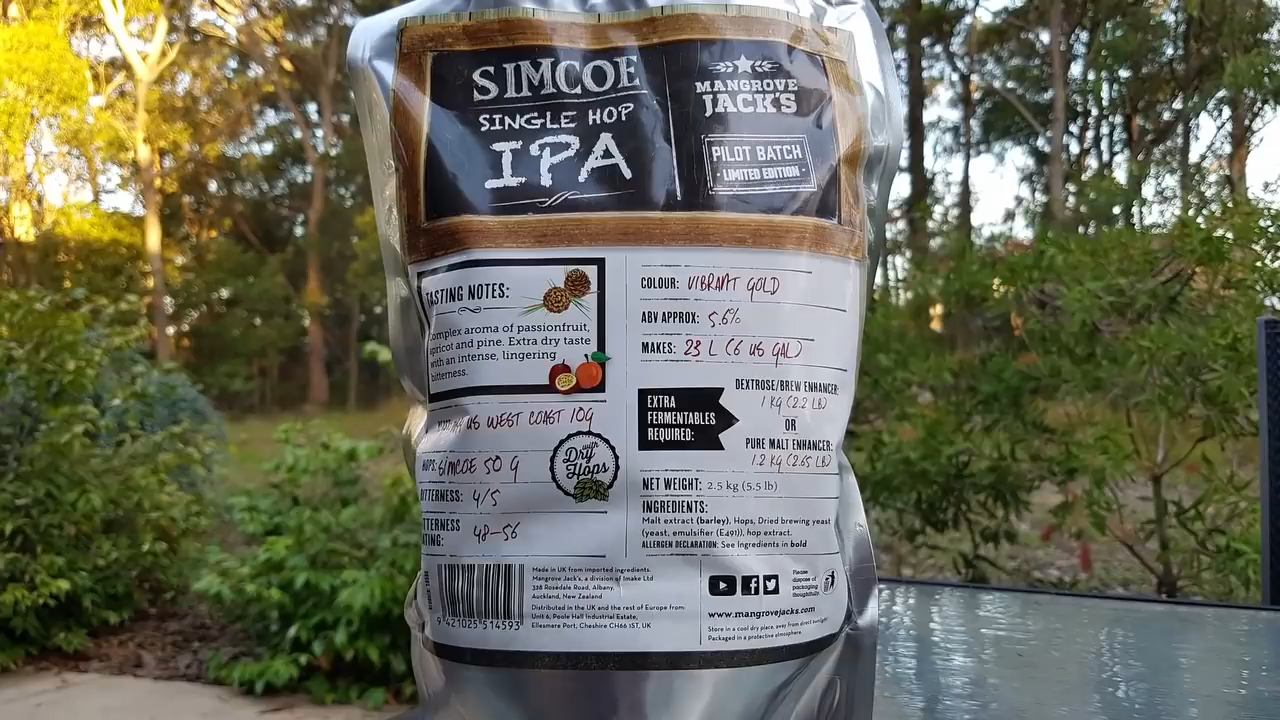 SIMCOE
SINGLE HOP
IPA
MANGROVE
JACK'S
PILOT BATCH
· LIMITED EDITION ·
TASTING NOTES:
Complex aroma of passionfruit,
apricot and pine. Extra dry taste
with an intense, lingering
bitterness.
US WEST COAST 10g
HOPS: SIMCOE 50 g
with
Dry
Hops
BITTERNESS: 4/5
BITTERNESS
RATING: 48-56
COLOUR: VIBRANT GOLD
ABV APPROX: 5.6%
MAKES: 23 L (6 US GAL)
EXTRA
FERMENTABLES
REQUIRED:
DEXTROSE/BREW ENHANCER:
1 KG (2.2 LB)
OR
PURE MALT ENHANCER:
1.2 KG (2.65 LB)
NET WEIGHT: 2.5 kg (5.5 lb)
INGREDIENTS:
Malt extract (barley), Hops, Dried brewing yeast
(yeast, emulsifier (E491)), hop extract.
ALLERGEN DECLARATION: See Ingredients in bold
9 421025 514593
Made in UK from imported ingredients.
Mangrove Jack's, a division of Imake Ltd
338 Rosedale Road, Albany,
Auckland, New Zealand
Distributed in the UK and the rest of Europe from:
Unit 6, Poole Hall Industrial Estate,
Ellesmere Port, Cheshire CH66 1ST, UK
Please
dispose of
packaging
thoughtfully.
www.mangrovejacks.com
Store in a cool dry place, away from direct sunlight
Packaged in a protective atmosphere.